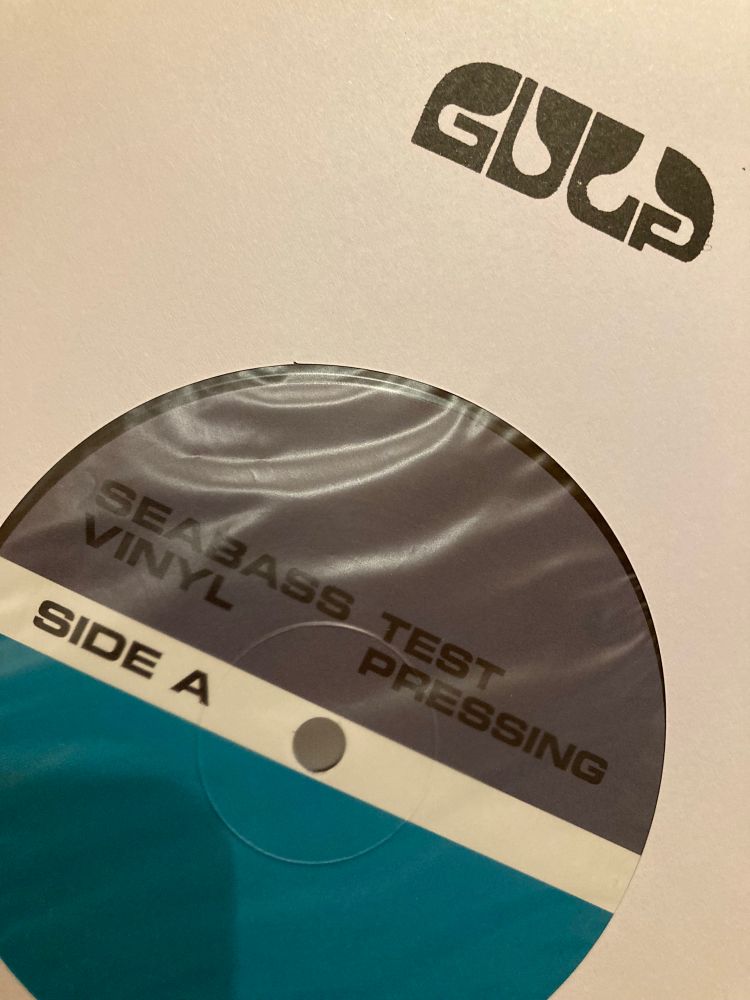 GULP
SEABASS
VINYL
TEST
PRESSING
SIDE A